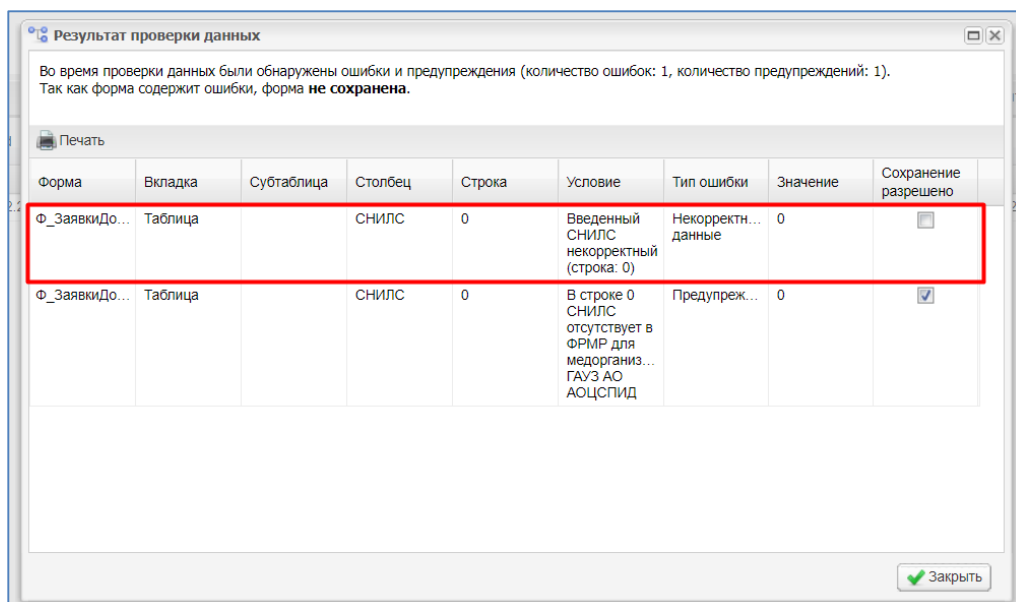 Результат проверки данных
Во время проверки данных были обнаружены ошибки и предупреждения (количество ошибок: 1, количество предупреждений: 1).
Так как форма содержит ошибки, форма не сохранена.
Печать
Форма Вкладка Субтаблица Столбец Строка Условие Тип ошибки Значение Сохранение
разрешено
Ф_ЗаявкиДо... Таблица СНИЛС 0 Введенный Некорректн... 0
СНИЛС данные
некорректный
(строка: 0)
Ф_ЗаявкиДо... Таблица СНИЛС 0 В строке 0 Предупреж... 0
СНИЛС
отсутствует в
ФРМР для
медорганиз...
ГАУЗ АО
АОЦСПИД
Закрыть